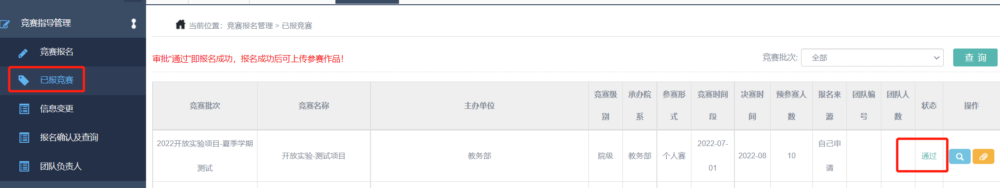 竞赛指导管理
竞赛报名
已报竞赛
信息变更
报名确认及查询
团队负责人
当前位置：竞赛报名管理 > 已报竞赛
审批“通过”即报名成功，报名成功后可上传参赛作品！
竞赛批次:
全部
查 询
竞赛批次
竞赛名称
主办单位
竞赛级
别
承办院
系
参赛形
式
竞赛时间
段
决赛时
间
预参赛人
数
报名来
源
团队编
号
团队人
数
状态
操作
2022开放实验项目-夏季学期
测试
开放实验-测试项目
教务部
院级
教务部
个人赛
2022-07-
01
2022-08
10
自己申
请
通过